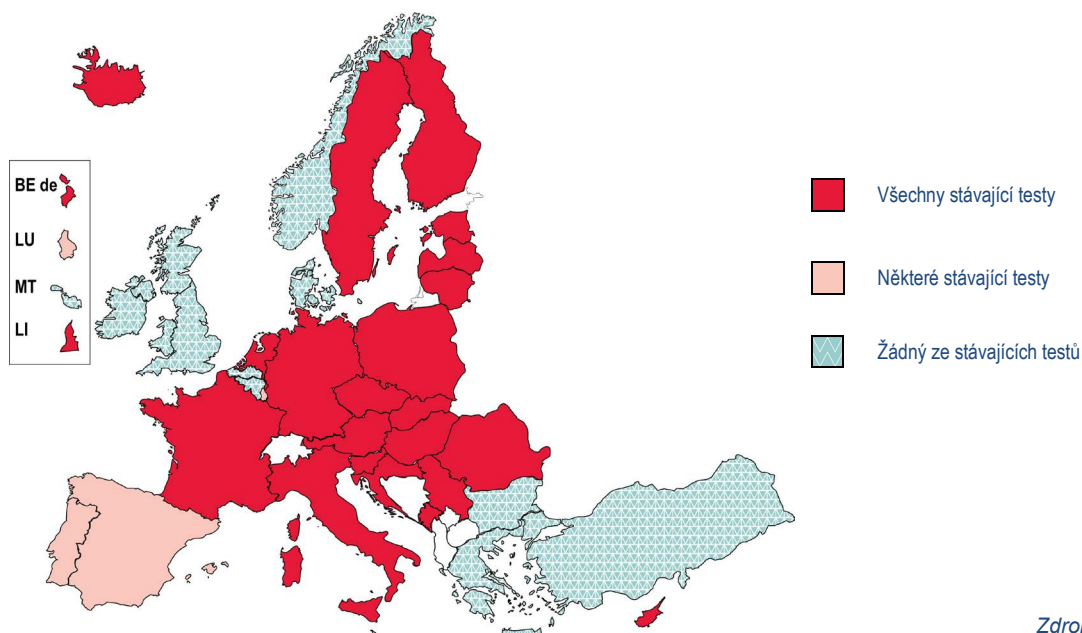 BE de
LU
MT
LI
Všechny stávající testy
Některé stávající testy
Žádný ze stávajících testů